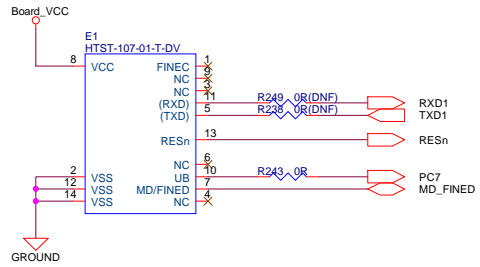 Board_VCC
E1
HTST-107-01-T-DV
8 VCC FINEC 1
NC 9
NC 3
(RXD) 11 R249 0R(DNF) RXD1
(TXD) 5 R238 0R(DNF) TXD1
RESn 13 RESn
NC 6
2 VSS UB 10 R243 0R PC7
12 VSS MD/FINED 7 MD_FINED
14 VSS NC 4
GROUND